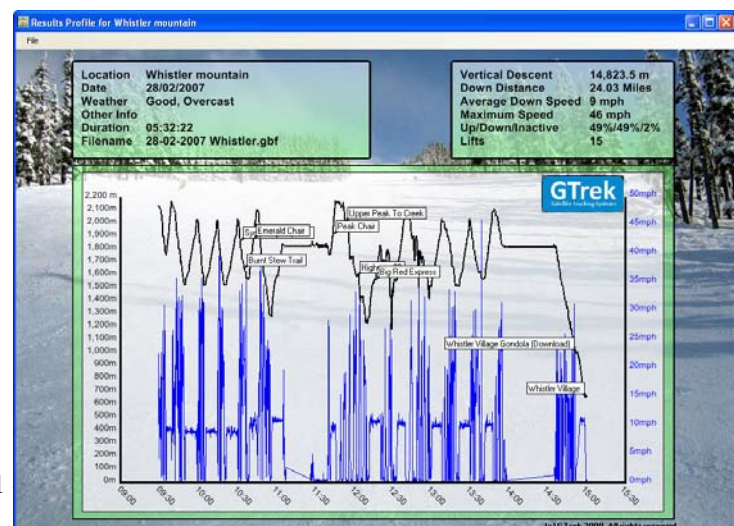 Results Profile for Whistler mountain
File
Location Whistler mountain
Date 28/02/2007
Weather Good, Overcast
Other Info
Duration 05:32:22
Filename 28-02-2007 Whistler.gbf
Vertical Descent 14,823.5 m
Down Distance 24.03 Miles
Average Down Speed 9 mph
Maximum Speed 46 mph
Up/Down/Inactive 49%/49%/2%
Lifts 15
GTrek
Satellite Tracking Systems
2,200 m
2,100m
2,000m
1,900m
1,800m
1,700m
1,600m
1,500m
1,400m
1,300m
1,200m
1,100m
1,000m
900m
800m
700m
600m
500m
400m
300m
200m
100m
0m
50mph
45mph
40mph
35mph
30mph
25mph
20mph
15mph
10mph
5mph
0mph
Upper Peak To Creek
Peak Chair
Emerald Chair
Burnt Stew Trail
Big Red Express
Whistler Village Gondola (Download)
Whistler Village
09:00
09:30
10:00
10:30
11:00
11:30
12:00
12:30
13:00
13:30
14:00
14:30
15:00
15:30